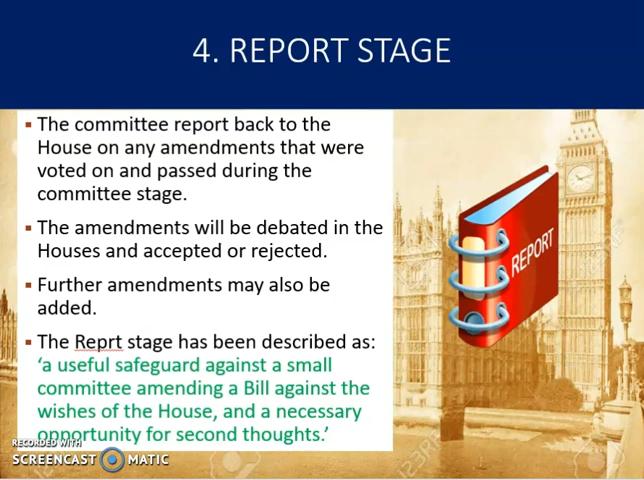 4. REPORT STAGE
▪ The committee report back to the
House on any amendments that were
voted on and passed during the
committee stage.
▪ The amendments will be debated in the
Houses and accepted or rejected.
▪ Further amendments may also be
added.
▪ The Reprt stage has been described as:
‘a useful safeguard against a small
committee amending a Bill against the
wishes of the House, and a necessary
opportunity for second thoughts.’
REPORT
RECORDED WITH
SCREENCAST MATIC